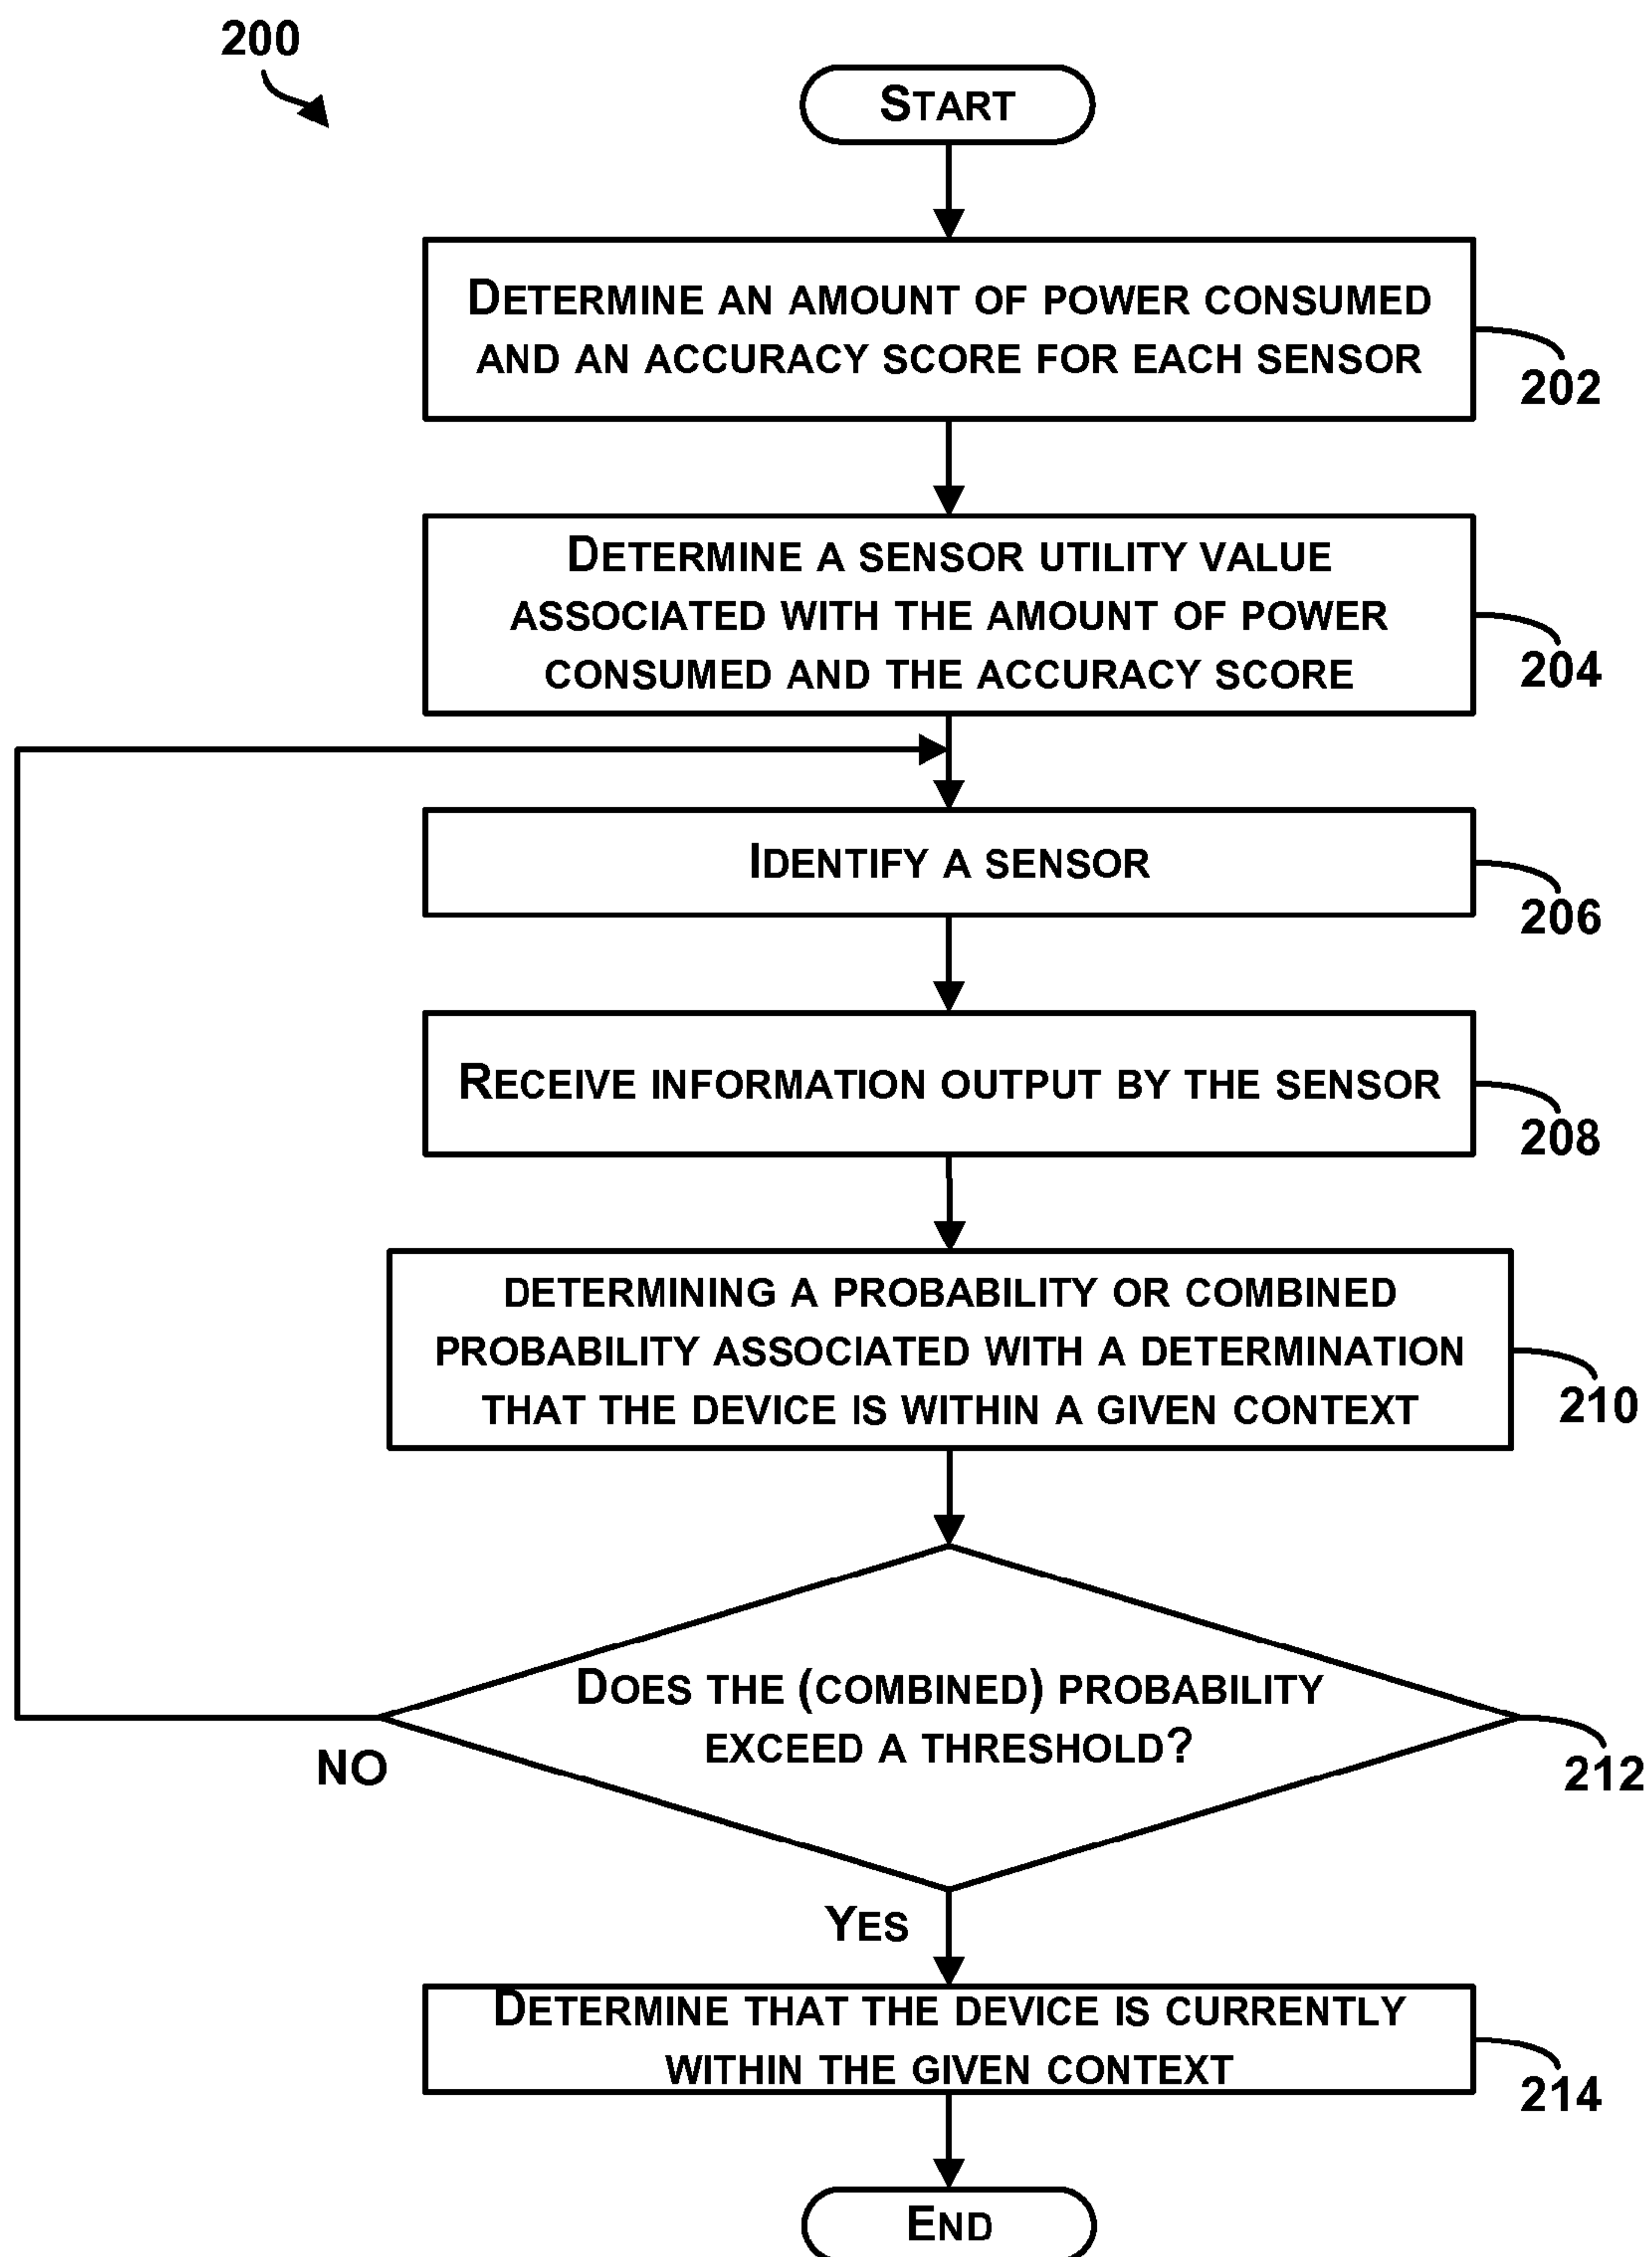 200
START
DETERMINE AN AMOUNT OF POWER CONSUMED
AND AN ACCURACY SCORE FOR EACH SENSOR
202
DETERMINE A SENSOR UTILITY VALUE
ASSOCIATED WITH THE AMOUNT OF POWER
CONSUMED AND THE ACCURACY SCORE
204
IDENTIFY A SENSOR
206
RECEIVE INFORMATION OUTPUT BY THE SENSOR
208
DETERMINING A PROBABILITY OR COMBINED
PROBABILITY ASSOCIATED WITH A DETERMINATION
THAT THE DEVICE IS WITHIN A GIVEN CONTEXT
210
DOES THE (COMBINED) PROBABILITY
EXCEED A THRESHOLD?
212
NO
YES
DETERMINE THAT THE DEVICE IS CURRENTLY
WITHIN THE GIVEN CONTEXT
214
END